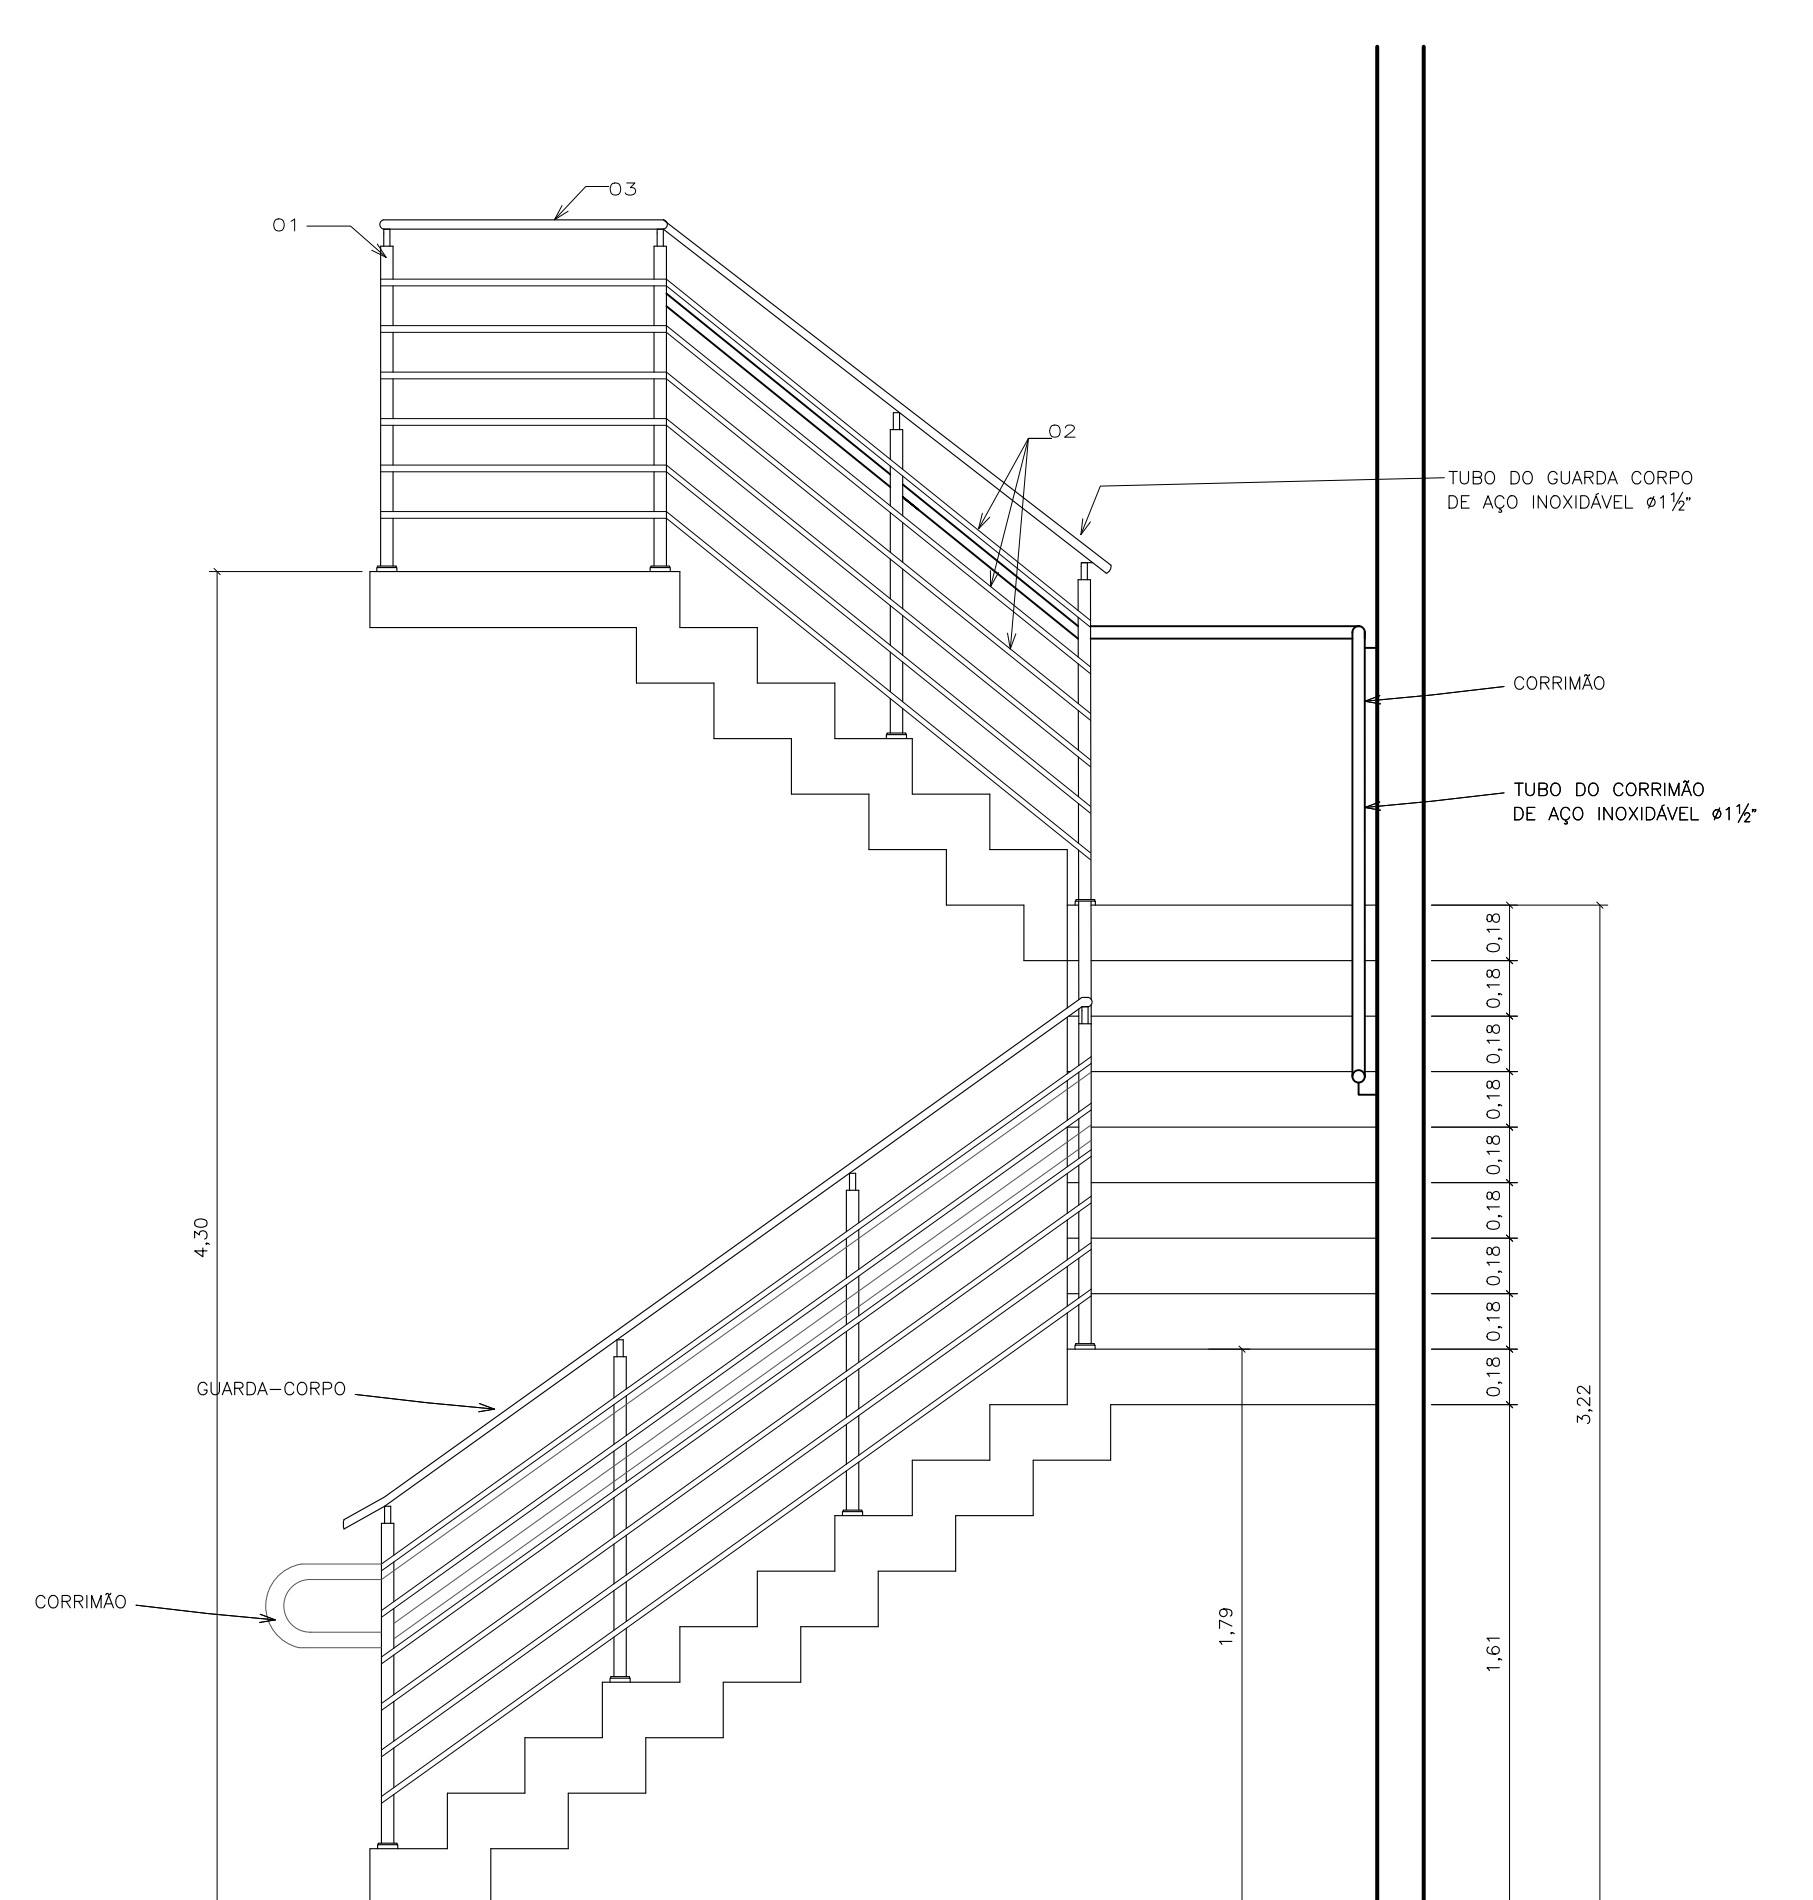 03
01
02
TUBO DO GUARDA CORPO
DE AÇO INOXIDÁVEL ø1½"
CORRIMÃO
TUBO DO CORRIMÃO
DE AÇO INOXIDÁVEL ø1½"
0,18
0,18
0,18
0,18
0,18
0,18
0,18
0,18
0,18
4,30
GUARDA-CORPO
3,22
CORRIMÃO
1,79
1,61